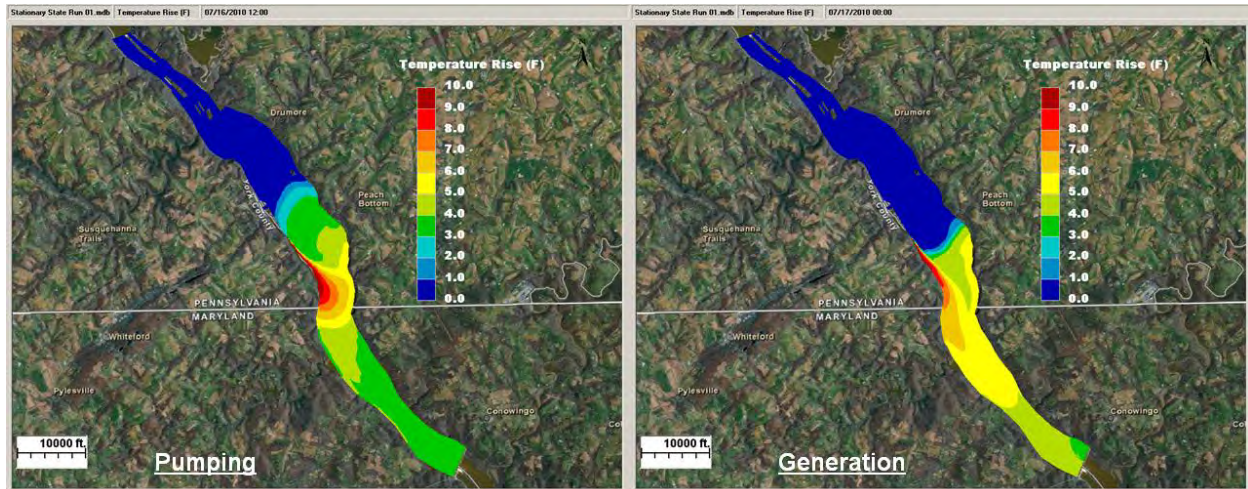 Stationary State Run 01.mdb Temperature Rise (F) 07/16/2010 12:00
Temperature Rise (F)
10.0
9.0
8.0
7.0
6.0
5.0
4.0
3.0
2.0
1.0
0.0
Drumore
York County
Peach
Bottom
Susquehanna
Trails
PENNSYLVANIA
MARYLAND
Whiteford
Pylesville
Conowingo
10000 ft.
Pumping
Stationary State Run 01.mdb Temperature Rise (F) 07/17/2010 00:00
Temperature Rise (F)
10.0
9.0
8.0
7.0
6.0
5.0
4.0
3.0
2.0
1.0
0.0
Drumore
York County
Peach
Bottom
Susquehanna
Trails
PENNSYLVANIA
MARYLAND
Whiteford
Pylesville
Conowingo
Col
10000 ft.
Generation